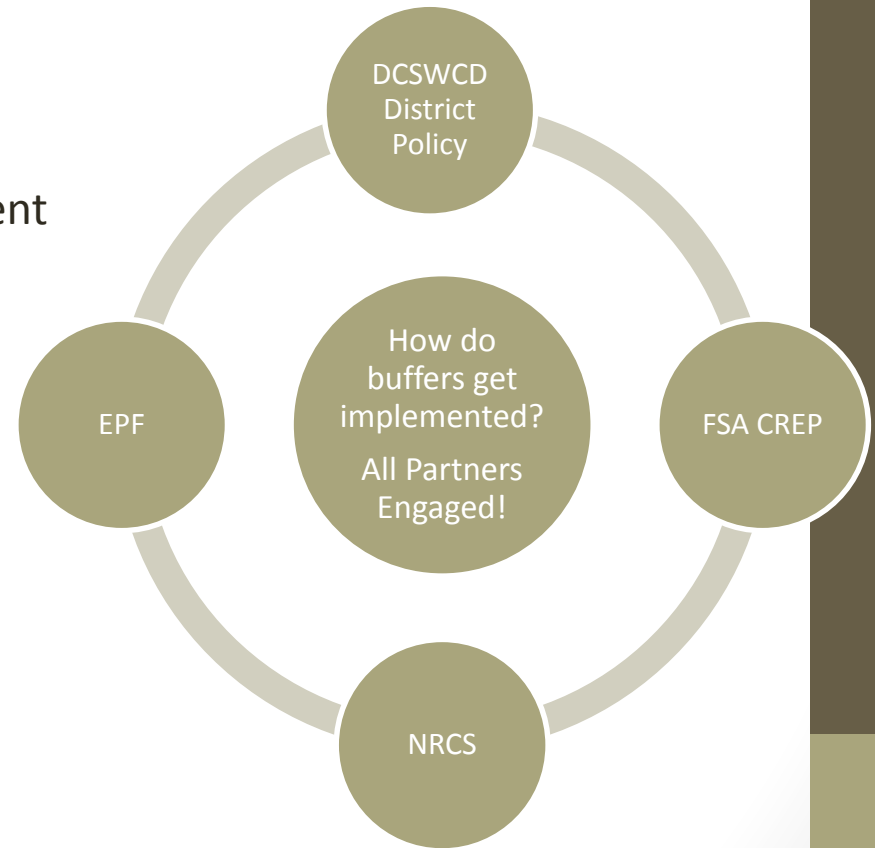 DCSWCD
District
Policy
ent
How do
buffers get
implemented?
All Partners
Engaged!
EPF
FSA CREP
NRCS